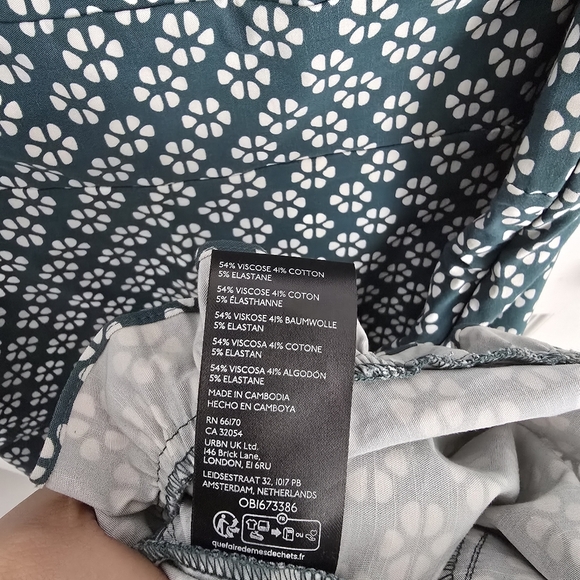 54% VISCOSE 41% COTTON
5% ELASTANE
54% VISCOSE 41% COTON
5% ÉLASTHANNE
54% VISKOSE 41% BAUMWOLLE
5% ELASTAN
54% VISCOSA 41% COTONE
5% ELASTAN
54% VISCOSA 41% ALGODÓN
5% ELASTANE
MADE IN CAMBODIA
HECHO EN CAMBOYA
RN 66170
CA 32054
URBN UK Ltd.
146 Brick Lane,
LONDON, E1 6RU
LEIDSESTRAAT 32, 1017 PB
AMSTERDAM, NETHERLANDS
OB1673386
FR
OU
quefairedemesdechets.fr